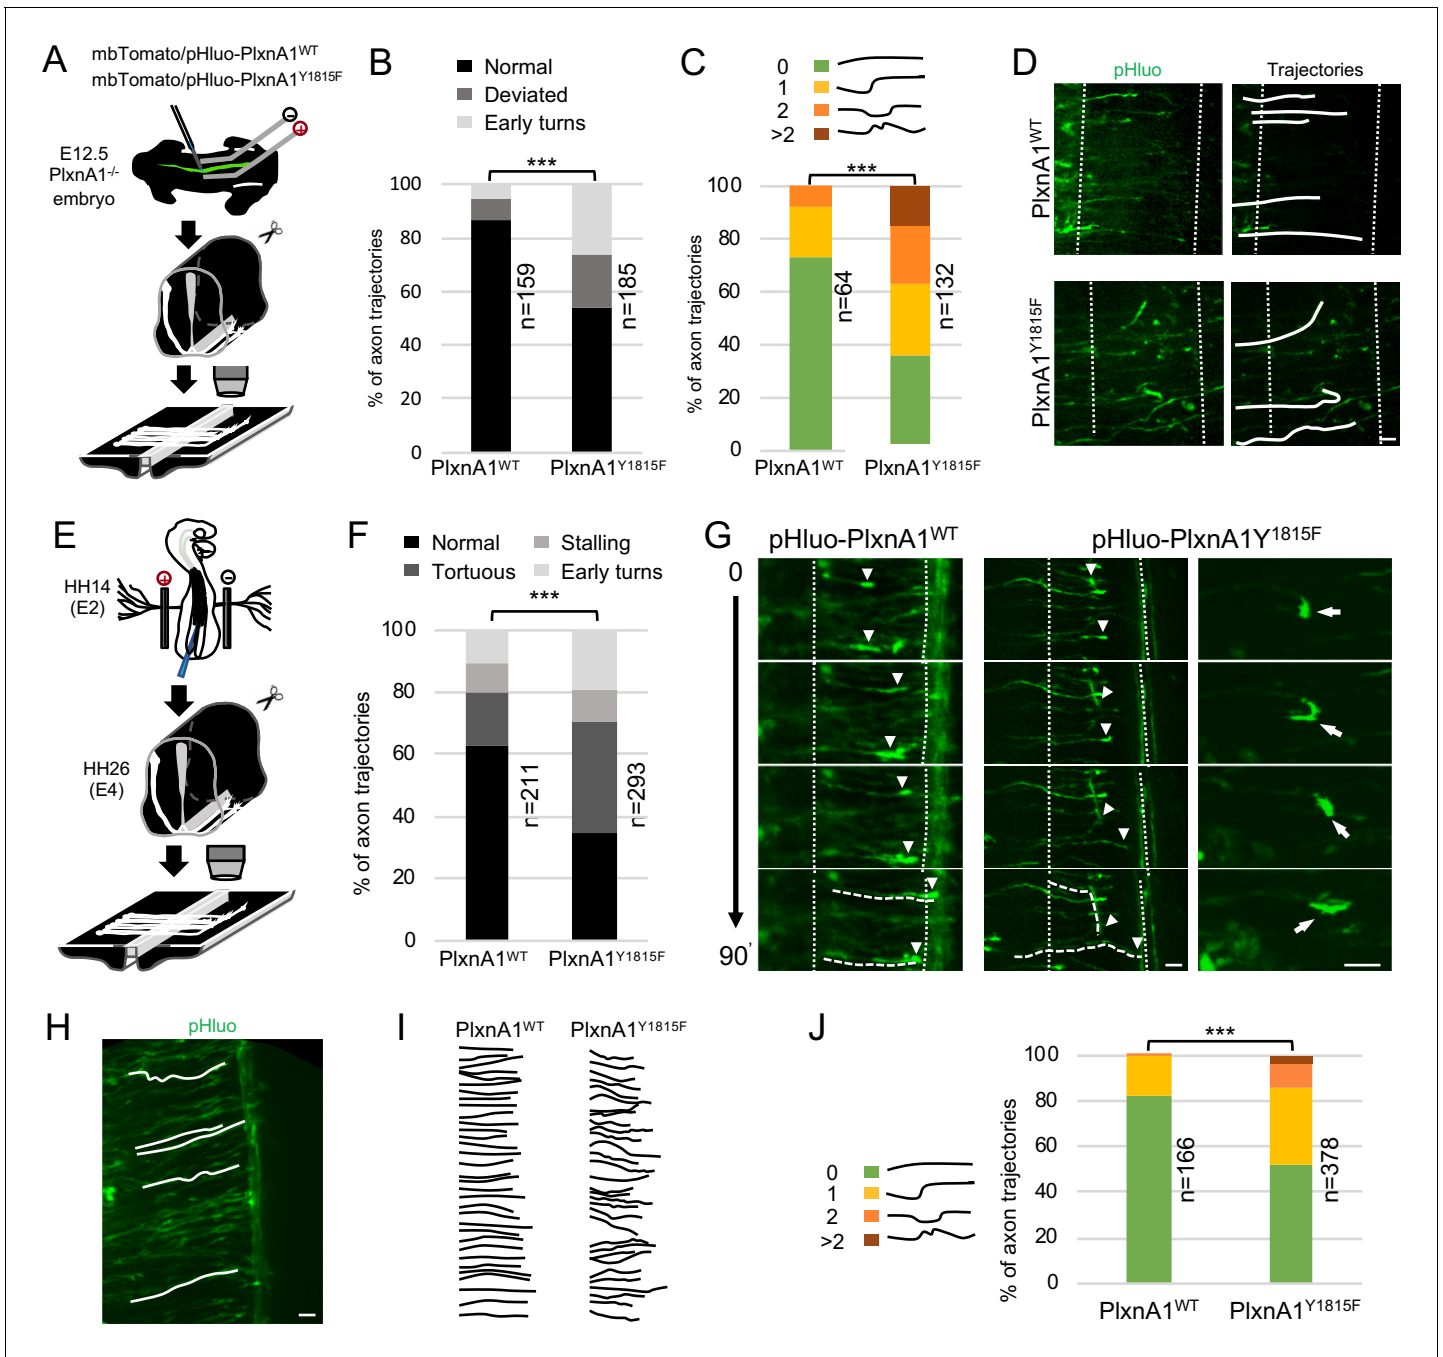 A
mbTomato/pHluo-PlxnA1WT
mbTomato/pHluo-PlxnA1Y1815F
E12.5
PlxnA1-/-
embryo
−
+
B
Normal
Deviated
Early turns
***
% of axon trajectories
100
80
60
40
20
0
n=159
n=185
PlxnA1WT
PlxnA1Y1815F
C
0
1
2
>2
***
% of axon trajectories
100
80
60
40
20
0
n=64
n=132
PlxnA1WT
PlxnA1Y1815F
D
pHluo
Trajectories
PlxnA1WT
PlxnA1Y1815F
E
HH14
(E2)
+
−
HH26
(E4)
F
Normal
Tortuous
Stalling
Early turns
***
% of axon trajectories
100
80
60
40
20
0
n=211
n=293
PlxnA1WT
PlxnA1Y1815F
G
pHluo-PlxnA1WT
pHluo-PlxnA1Y1815F
0
90'
H
pHluo
I
PlxnA1WT
PlxnA1Y1815F
J
0
1
2
>2
***
% of axon trajectories
100
80
60
40
20
0
n=166
n=378
PlxnA1WT
PlxnA1Y1815F